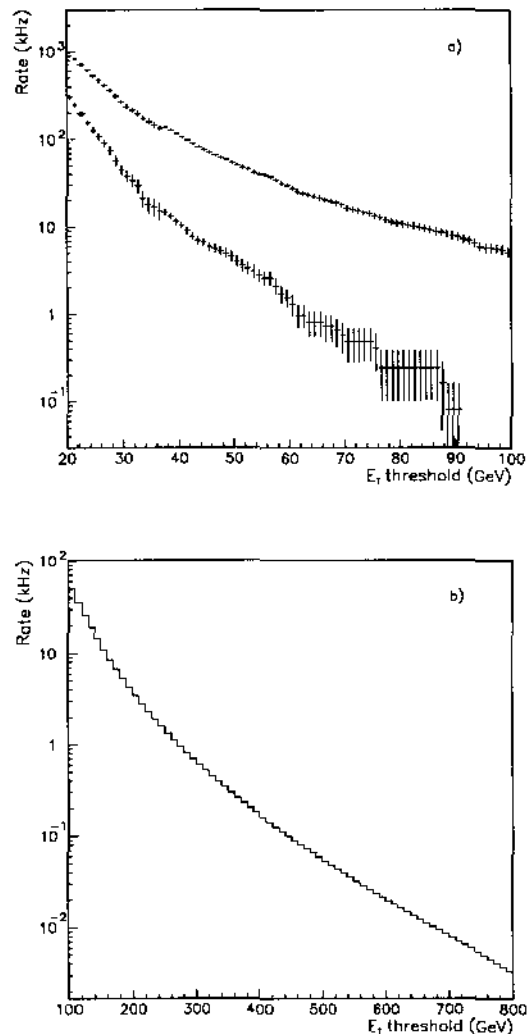 Rate (kHz)
a)
10³
10²
10
1
10⁻¹
20 30 40 50 60 70 80 90 100
E_T threshold (GeV)
Rate (kHz)
b)
10²
10
1
10⁻¹
10⁻²
100 200 300 400 500 600 700 800
E_T threshold (GeV)